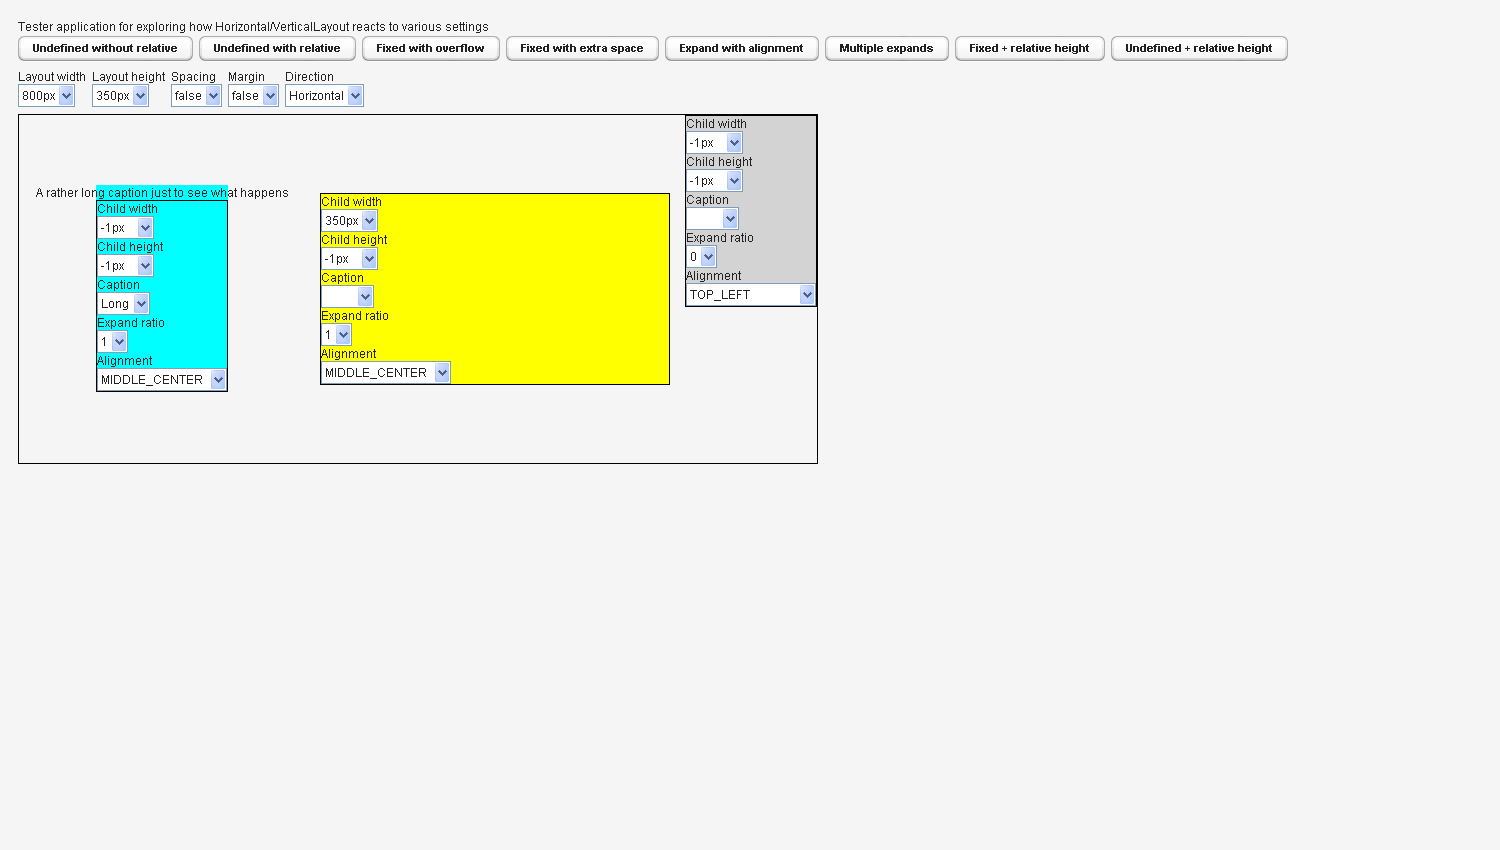 Tester application for exploring how Horizontal/VerticalLayout reacts to various settings
Undefined without relative Undefined with relative Fixed with overflow Fixed with extra space Expand with alignment Multiple expands Fixed + relative height Undefined + relative height
Layout width Layout height Spacing Margin Direction
800px 350px false false Horizontal
A rather long caption just to see what happens
Child width
-1px
Child height
-1px
Caption
Long
Expand ratio
1
Alignment
MIDDLE_CENTER
Child width
350px
Child height
-1px
Caption
Expand ratio
1
Alignment
MIDDLE_CENTER
Child width
-1px
Child height
-1px
Caption
Expand ratio
0
Alignment
TOP_LEFT